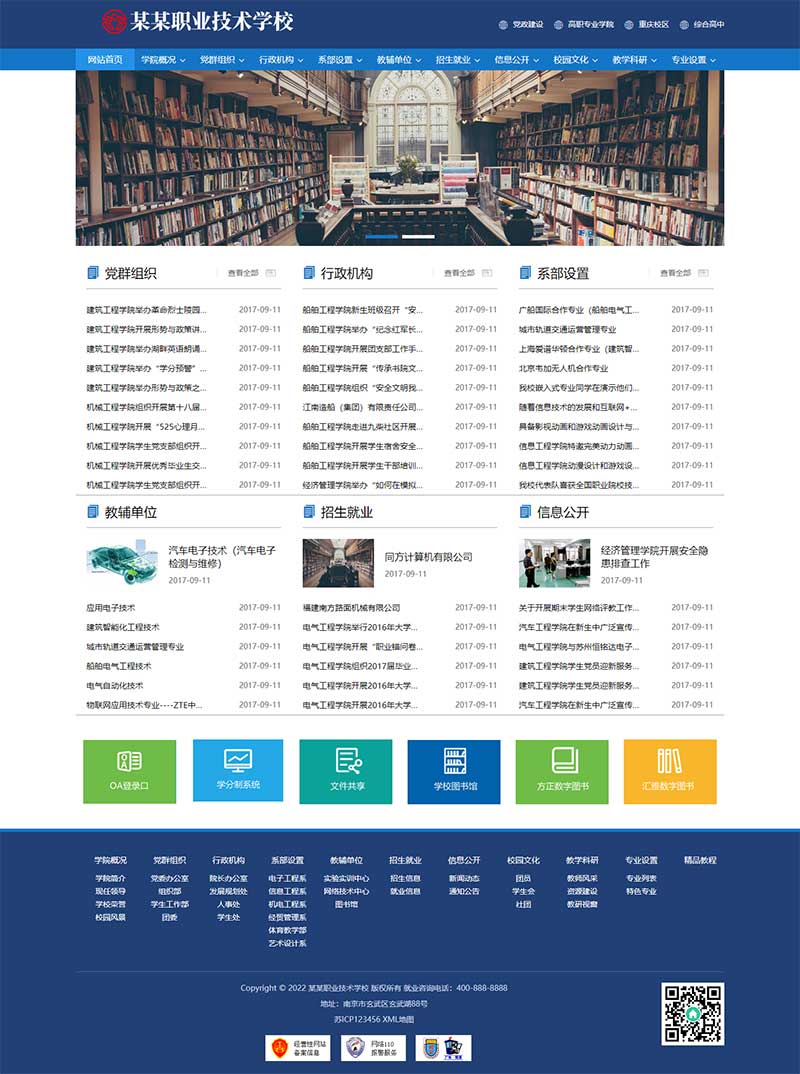 某某职业技术学校
党政建设 高职专业学院 重庆校区 综合高中
网站首页 学院概况 党群组织 行政机构 系部设置 教辅单位 招生就业 信息公开 校园文化 教学科研 专业设置
党群组织 查看全部
建筑工程学院举办革命烈士陵园... 2017-09-11
建筑工程学院开展形势与政策讲... 2017-09-11
建筑工程学院举办湖畔英语朗诵... 2017-09-11
建筑工程学院举办“学分预警”... 2017-09-11
建筑工程学院举办形势与政策之... 2017-09-11
机械工程学院组织开展第十八届... 2017-09-11
机械工程学院开展“525心理月... 2017-09-11
机械工程学院学生党支部组织开... 2017-09-11
机械工程学院开展优秀毕业生交... 2017-09-11
机械工程学院学生党支部组织开... 2017-09-11
行政机构 查看全部
船舶工程学院新生班级召开“安... 2017-09-11
船舶工程学院举办“纪念红军长... 2017-09-11
船舶工程学院开展团支部工作手... 2017-09-11
船舶工程学院开展“传承书院文... 2017-09-11
船舶工程学院组织“安全文明我... 2017-09-11
江南造船（集团）有限责任公司... 2017-09-11
船舶工程学院走进九柴社区开展... 2017-09-11
船舶工程学院开展学生宿舍安全... 2017-09-11
船舶工程学院开展学生干部培训... 2017-09-11
经济管理学院举办“如何在模拟... 2017-09-11
系部设置 查看全部
广船国际合作专业（船舶电气工... 2017-09-11
城市轨道交通运营管理专业 2017-09-11
上海爱谱华顿合作专业（建筑智... 2017-09-11
北京韦加无人机合作专业 2017-09-11
我校嵌入式专业同学在演示他们... 2017-09-11
随着信息技术的发展和互联网+... 2017-09-11
具备影视动画和游戏动画设计与... 2017-09-11
信息工程学院特邀完美动力动画... 2017-09-11
信息工程学院动漫设计和游戏设... 2017-09-11
我校代表队喜获全国职业院校技... 2017-09-11
教辅单位
汽车电子技术（汽车电子
检测与维修）
2017-09-11
应用电子技术 2017-09-11
建筑智能化工程技术 2017-09-11
城市轨道交通运营管理专业 2017-09-11
船舶电气工程技术 2017-09-11
电气自动化技术 2017-09-11
物联网应用技术专业----ZTE中... 2017-09-11
招生就业
同方计算机有限公司
2017-09-11
福建南方路面机械有限公司 2017-09-11
电气工程学院举行2016年大学... 2017-09-11
电气工程学院开展“职业描问卷... 2017-09-11
电气工程学院组织2017届毕业... 2017-09-11
电气工程学院开展2016年大学... 2017-09-11
电气工程学院开展2016年大学... 2017-09-11
信息公开
经济管理学院开展安全隐
患排查工作
2017-09-11
关于开展期末学生网络评教工作... 2017-09-11
汽车工程学院在新生中广泛宣传... 2017-09-11
电气工程学院与苏州恒铭达电子... 2017-09-11
建筑工程学院学生党员迎新服务... 2017-09-11
建筑工程学院学生党员迎新服务... 2017-09-11
汽车工程学院在新生中广泛宣传... 2017-09-11
OA登录口 学分制系统 文件共享 学校图书馆 方正数字图书 汇雅数字图书
学院概况 党群组织 行政机构 系部设置 教辅单位 招生就业 信息公开 校园文化 教学科研 专业设置 精品教程
学院简介 党委办公室 院长办公室 电子工程系 实验实训中心 招生信息 新闻动态 团员 教师风采 专业列表
现任领导 组织部 发展规划处 信息工程系 网络技术中心 就业信息 通知公告 学生会 资源建设 特色专业
学校荣誉 学生工作部 人事处 机电工程系 图书馆 社团 教研视窗
校园风景 团委 学生处 经贸管理系
体育教学部
艺术设计系
Copyright © 2022 某某职业技术学校 版权所有 就业咨询电话：400-888-8888
地址：南京市玄武区玄武湖88号
苏ICP123456 XML地图
经营性网站
备案信息
网络110
报警服务